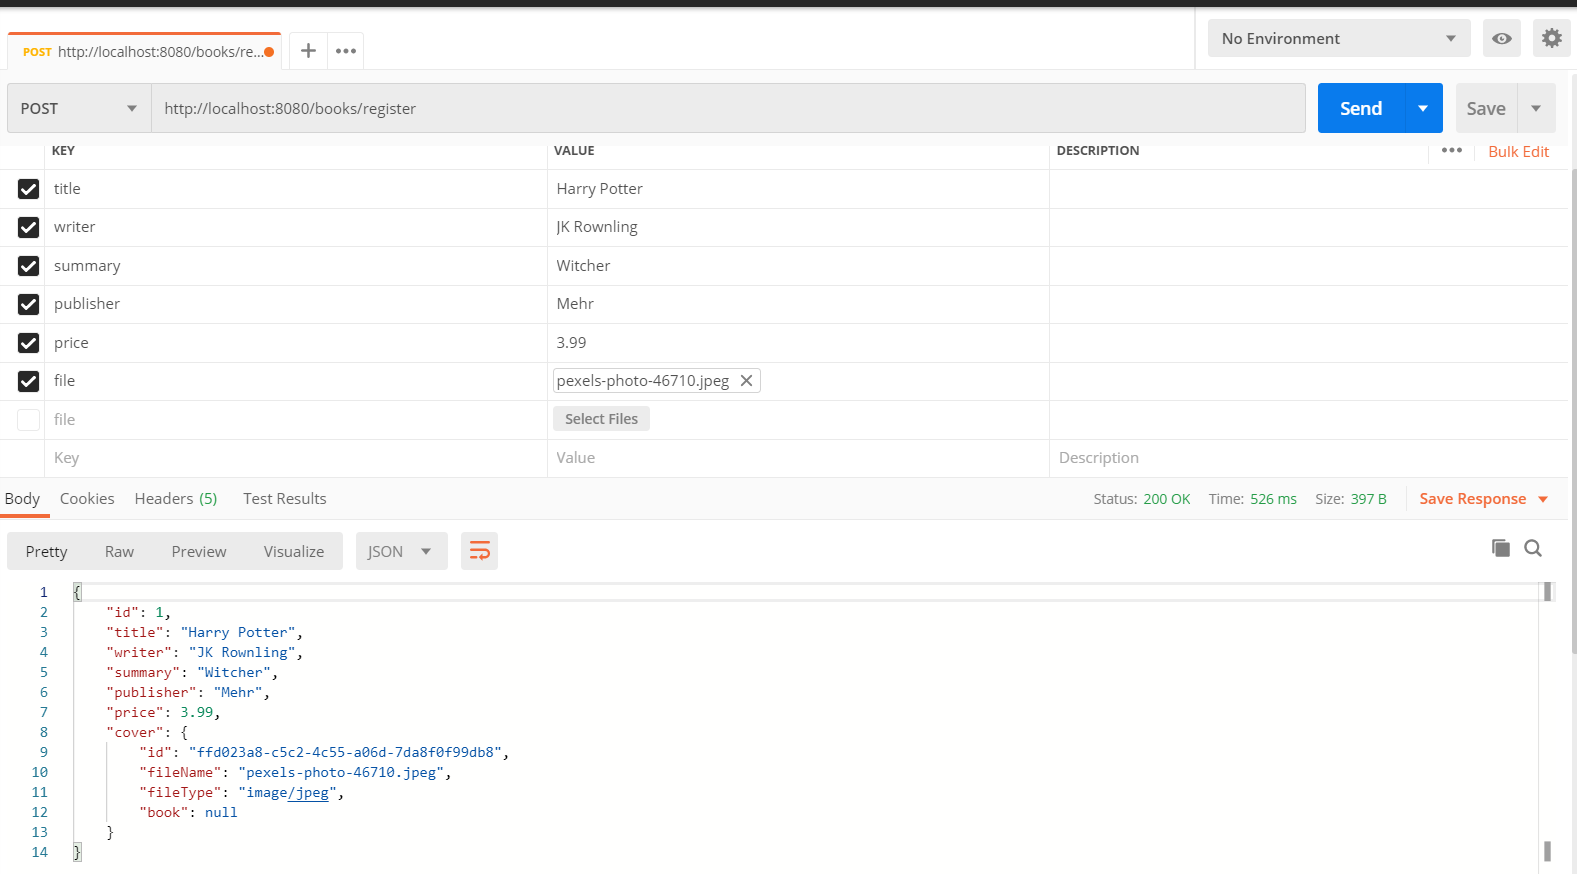 POST http://localhost:8080/books/re... No Environment
POST http://localhost:8080/books/register Send Save
KEY VALUE DESCRIPTION Bulk Edit
title Harry Potter
writer JK Rownling
summary Witcher
publisher Mehr
price 3.99
file pexels-photo-46710.jpeg
file Select Files
Key Value Description
Body Cookies Headers (5) Test Results Status: 200 OK Time: 526 ms Size: 397 B Save Response
Pretty Raw Preview Visualize JSON
1 {
2 "id": 1,
3 "title": "Harry Potter",
4 "writer": "JK Rownling",
5 "summary": "Witcher",
6 "publisher": "Mehr",
7 "price": 3.99,
8 "cover": {
9 "id": "ffd023a8-c5c2-4c55-a06d-7da8f0f99db8",
10 "fileName": "pexels-photo-46710.jpeg",
11 "fileType": "image/jpeg",
12 "book": null
13 }
14 }